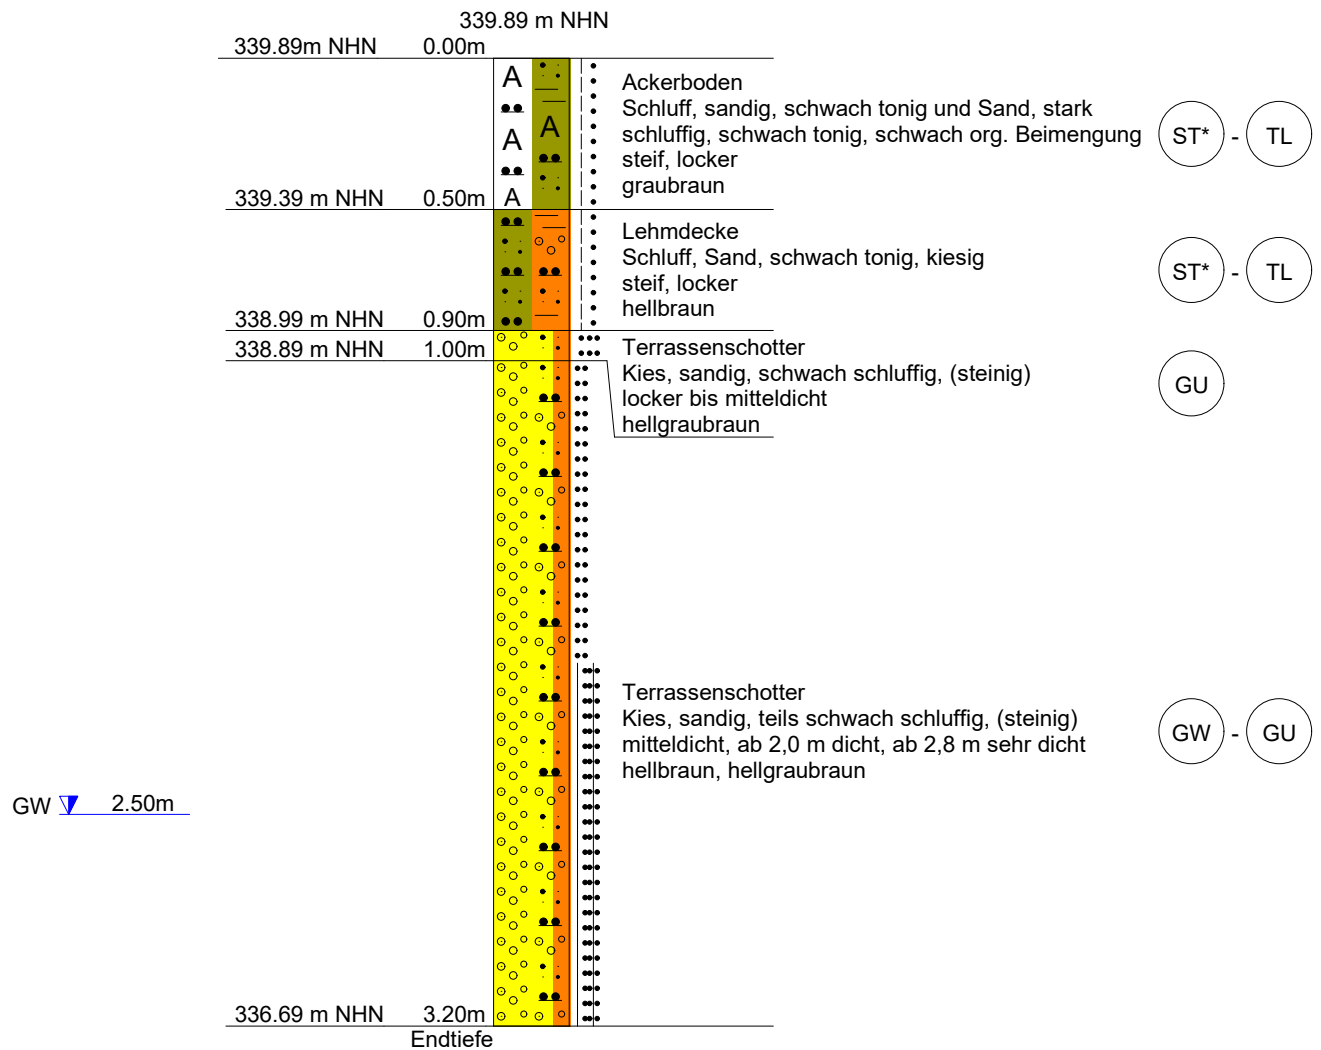 339.89 m NHN
339.89m NHN 0.00m
A
A
A
A
Ackerboden
Schluff, sandig, schwach tonig und Sand, stark
schluffig, schwach tonig, schwach org. Beimengung
steif, locker
graubraun
ST* - TL
339.39 m NHN 0.50m
Lehmdecke
Schluff, Sand, schwach tonig, kiesig
steif, locker
hellbraun
ST* - TL
338.99 m NHN 0.90m
338.89 m NHN 1.00m
Terrassenschotter
Kies, sandig, schwach schluffig, (steinig)
locker bis mitteldicht
hellgraubraun
GU
Terrassenschotter
Kies, sandig, teils schwach schluffig, (steinig)
mitteldicht, ab 2,0 m dicht, ab 2,8 m sehr dicht
hellbraun, hellgraubraun
GW - GU
GW 2.50m
336.69 m NHN 3.20m
Endtiefe